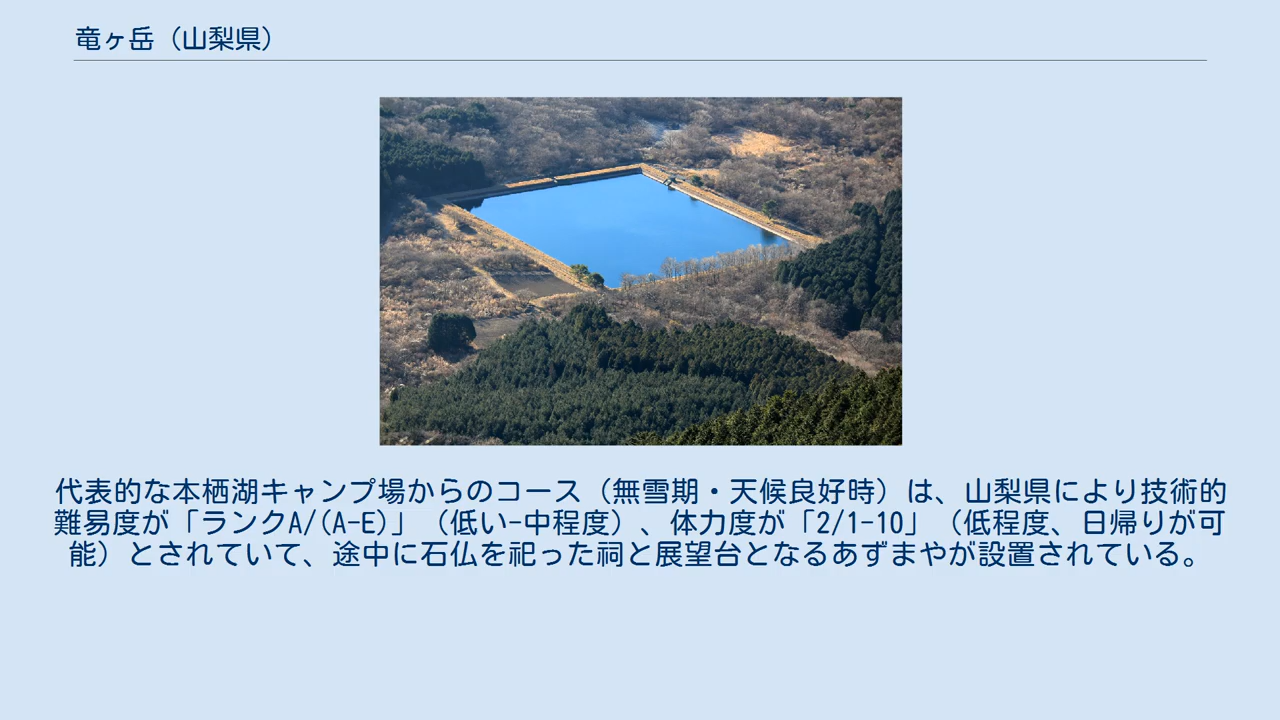 竜ヶ岳（山梨県）
代表的な本栖湖キャンプ場からのコース（無雪期・天候良好時）は、山梨県により技術的
難易度が「ランクA/(A-E)」（低い-中程度）、体力度が「2/1-10」（低程度、日帰りが可
能）とされていて、途中に石仏を祀った祠と展望台となるあずまやが設置されている。